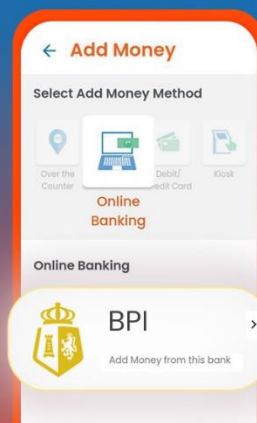 Add Money
Select Add Money Method
Over the
Counter
Debit/
edit Card
Kiosk
Online
Banking
Online Banking
BPI
Add Money from this bank